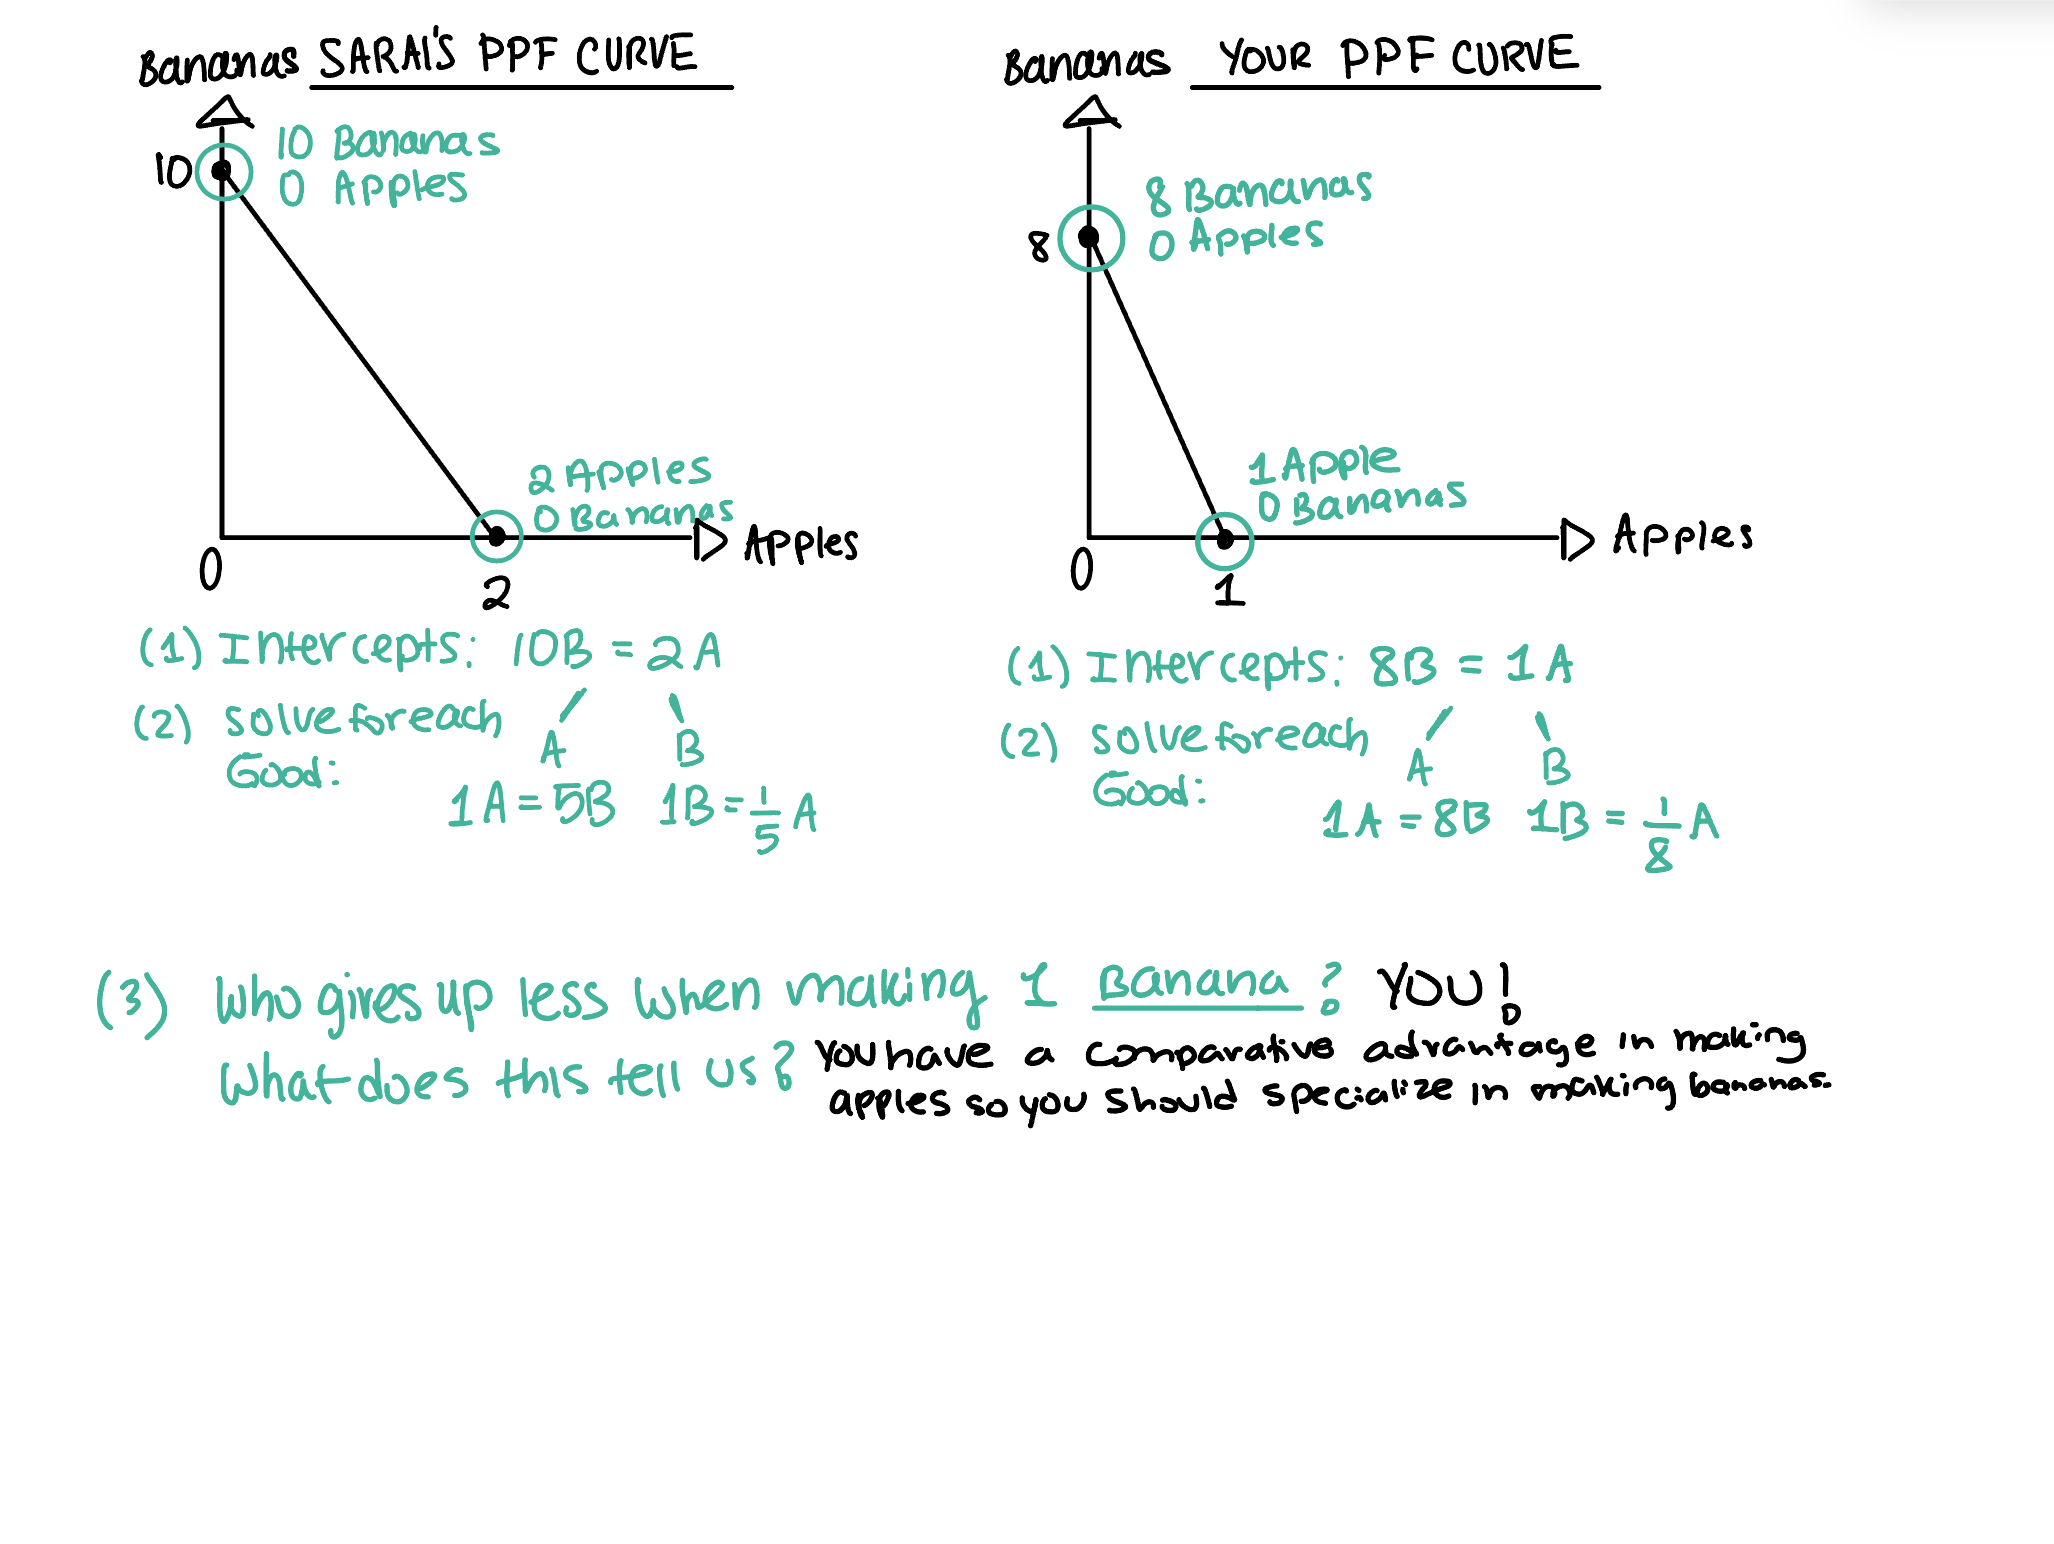 Bananas SARAI'S PPF CURVE
10 Bananas
0 Apples
10
2 Apples
0 Bananas
Apples
0
2
(1) Intercepts: 10B = 2A
(2) solve for each
Good:
A B
1A = 5B 1B = 1/5 A
Bananas YOUR PPF CURVE
8 Bananas
0 Apples
8
1 Apple
0 Bananas
Apples
0
1
(1) Intercepts: 8B = 1A
(2) solve for each
Good:
A B
1A = 8B 1B = 1/8 A
(3) Who gives up less when making 1 Banana? YOU!
What does this tell us? You have a comparative advantage in making
apples so you should specialize in making bananas.